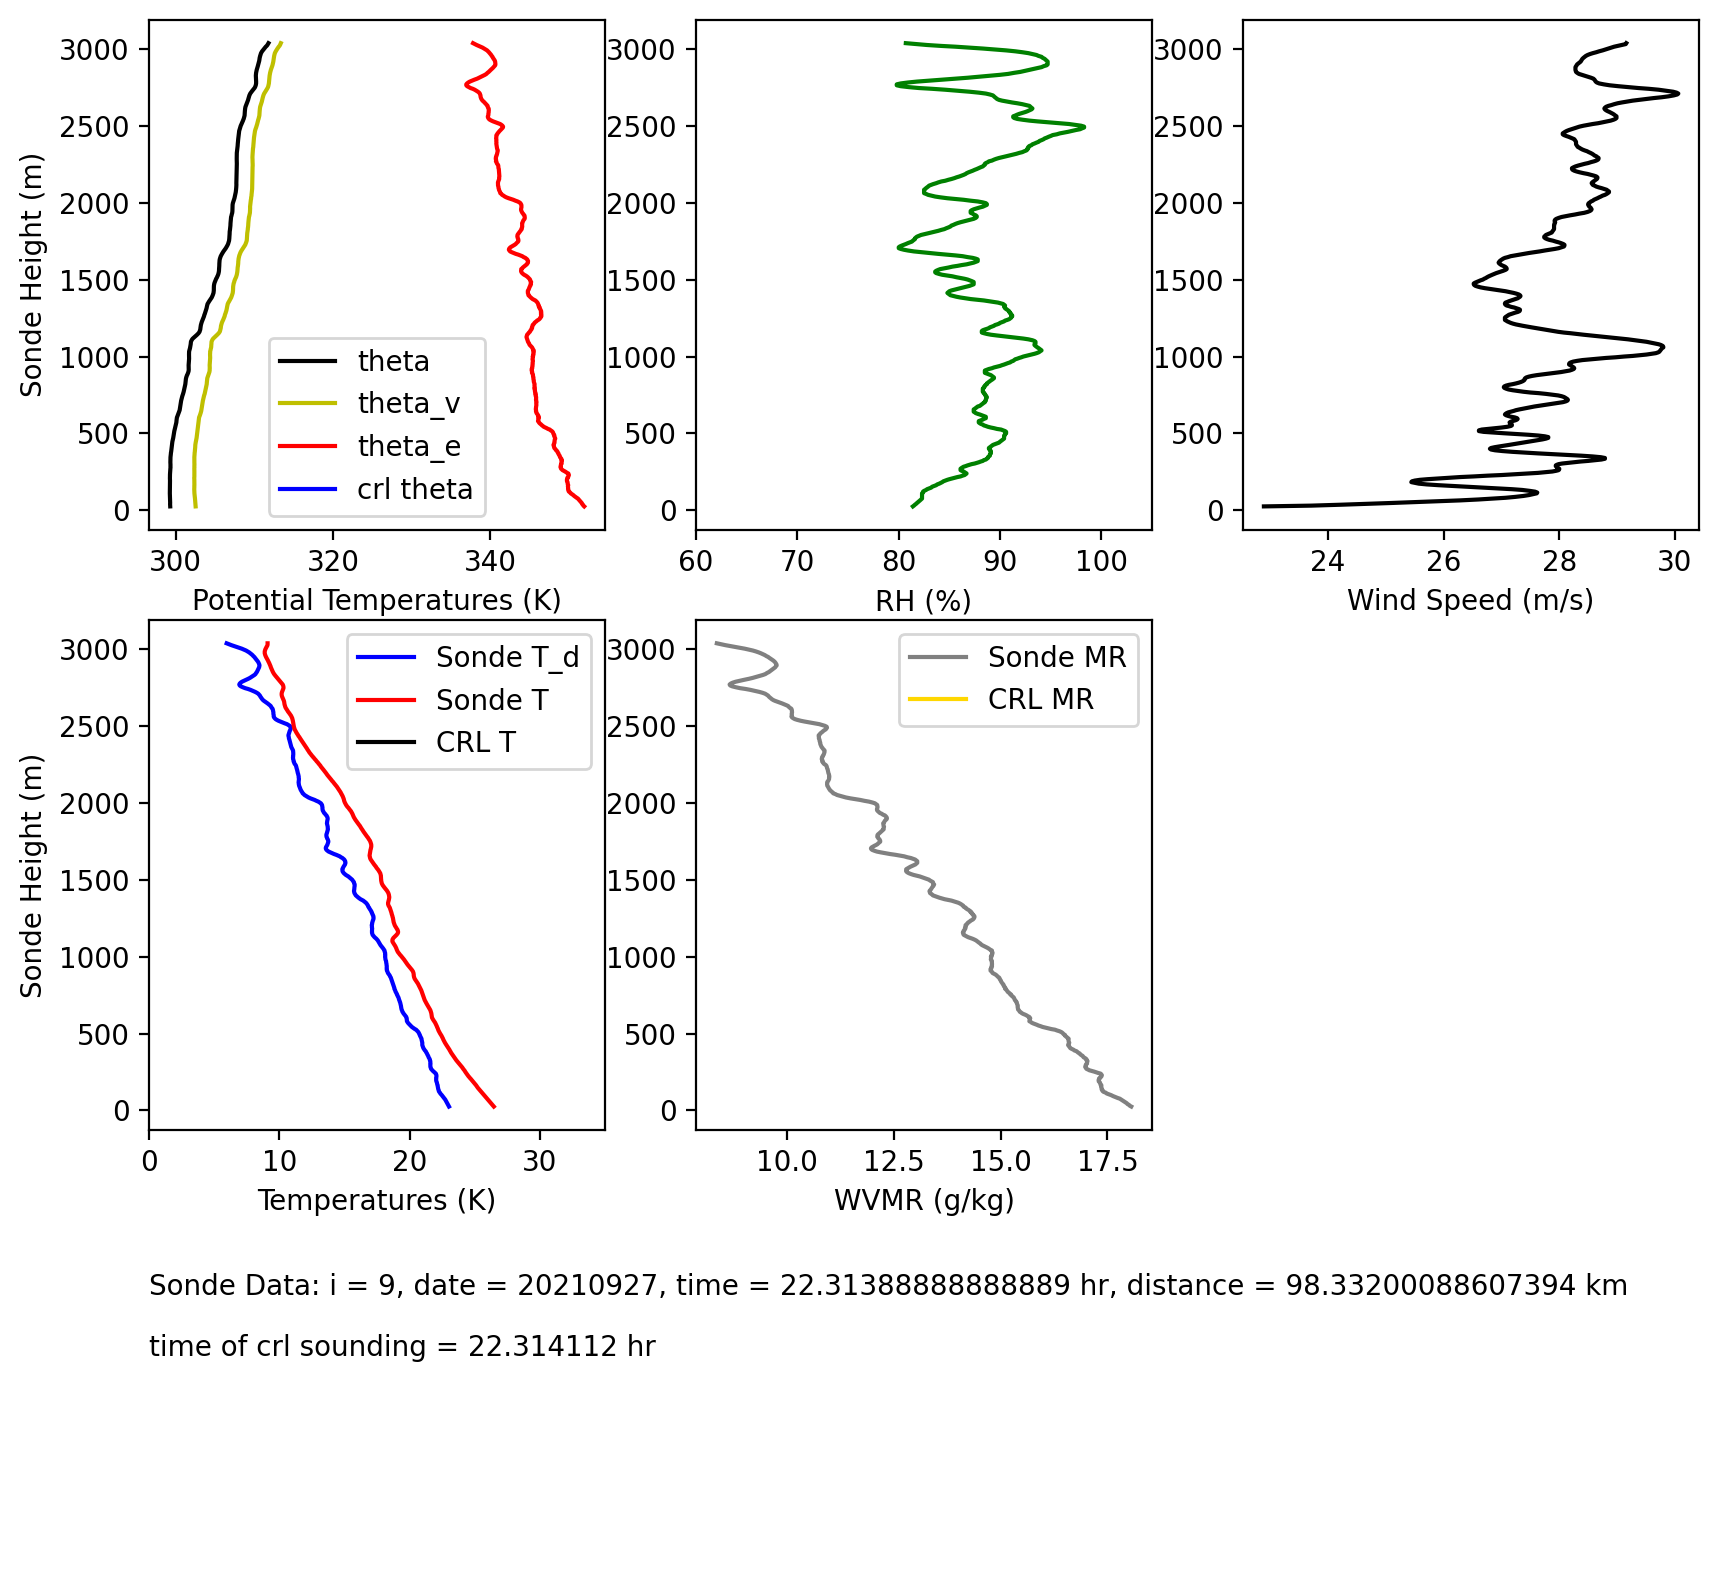 3000
2500
2000
1500
1000
500
0
Sonde Height (m)
theta
theta_v
theta_e
crl theta
300 320 340
Potential Temperatures (K)
3000
2500
2000
1500
1000
500
0
60 70 80 90 100
RH (%)
3000
2500
2000
1500
1000
500
0
24 26 28 30
Wind Speed (m/s)
3000
2500
2000
1500
1000
500
0
Sonde Height (m)
Sonde T_d
Sonde T
CRL T
0 10 20 30
Temperatures (K)
3000
2500
2000
1500
1000
500
0
Sonde MR
CRL MR
10.0 12.5 15.0 17.5
WVMR (g/kg)
Sonde Data: i = 9, date = 20210927, time = 22.31388888888889 hr, distance = 98.33200088607394 km
time of crl sounding = 22.314112 hr